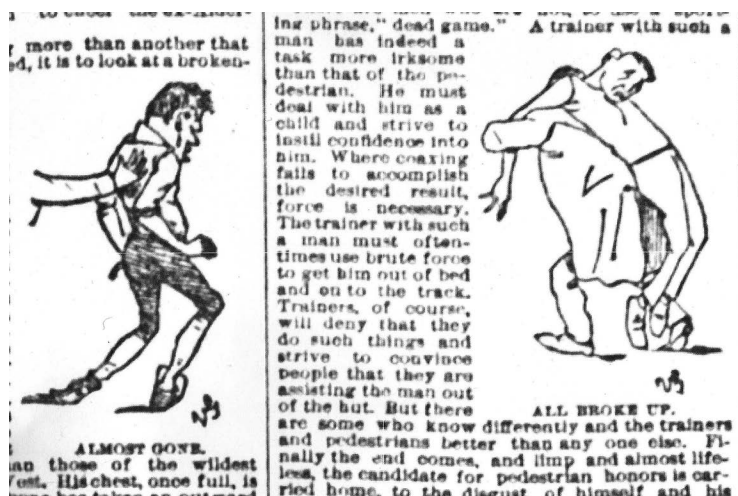 more than another that
it is to look at a broken-
ALMOST GONE.
an those of the wildest
West. His chest, once full, is
ing phrase," dead game." A trainer with such a
man has indeed a
task more irksome
than that of the pe-
destrian. He must
deal with him as a
child and strive to
instil confidence into
him. Where coaxing
fails to accomplish
the desired result,
force is necessary.
The trainer with such
a man must often-
times use brute force
to get him out of bed
and on to the track.
Trainers, of course,
will deny that they
do such things and
strive to convince
people that they are
assisting the man out
of the hut. But there
ALL BROKE UP.
are some who know differently and the trainers
and pedestrians better than any one else. Fi-
nally the end comes, and limp and almost life-
less, the candidate for pedestrian honors is car-
ried home, to the disgust of himself and his